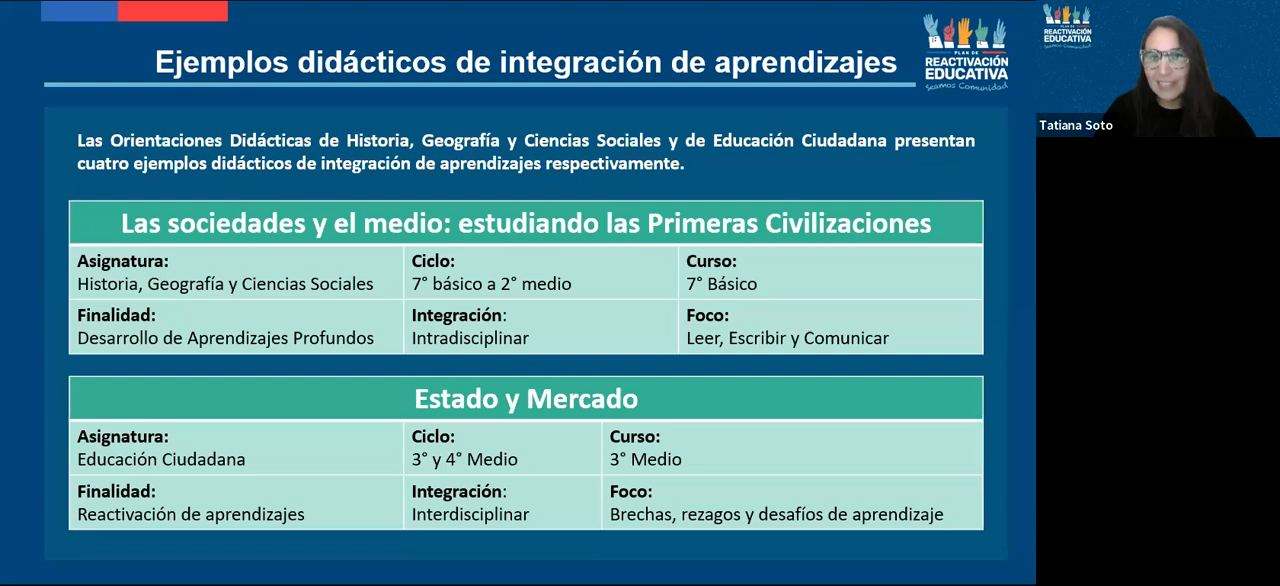 Ejemplos didácticos de integración de aprendizajes
PLAN DE
REACTIVACIÓN
EDUCATIVA
Seamos Comunidad
Las Orientaciones Didácticas de Historia, Geografía y Ciencias Sociales y de Educación Ciudadana presentan
cuatro ejemplos didácticos de integración de aprendizajes respectivamente.
Las sociedades y el medio: estudiando las Primeras Civilizaciones
Asignatura:
Historia, Geografía y Ciencias Sociales
Ciclo:
7° básico a 2° medio
Curso:
7° Básico
Finalidad:
Desarrollo de Aprendizajes Profundos
Integración:
Intradisciplinar
Foco:
Leer, Escribir y Comunicar
Estado y Mercado
Asignatura:
Educación Ciudadana
Ciclo:
3° y 4° Medio
Curso:
3° Medio
Finalidad:
Reactivación de aprendizajes
Integración:
Interdisciplinar
Foco:
Brechas, rezagos y desafíos de aprendizaje
REACTIVACIÓN
EDUCATIVA
Seamos Comunidad
Tatiana Soto